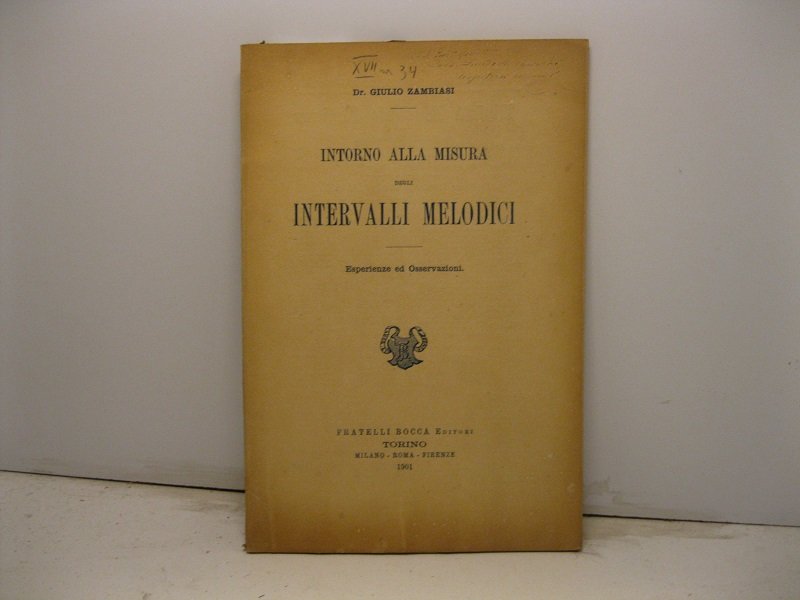 XVII 34
Dr. GIULIO ZAMBIASI
INTORNO ALLA MISURA
DEGLI
INTERVALLI MELODICI
Esperienze ed Osservazioni.
FRATELLI BOCCA EDITORI
TORINO
MILANO - ROMA - FIRENZE
1901